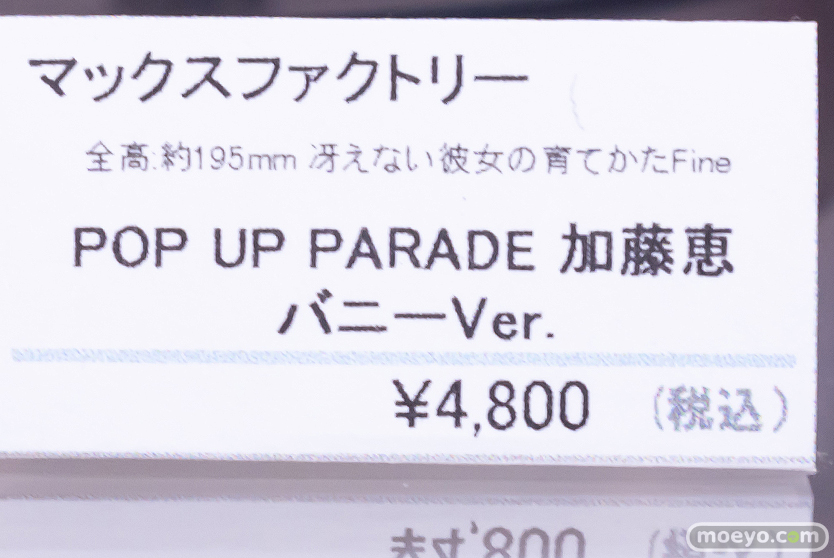 マックスファクトリー
全高:約195mm 冴えない彼女の育てかたFine
POP UP PARADE 加藤恵
バニーVer.
¥4,800 (税込)
moeyo.com